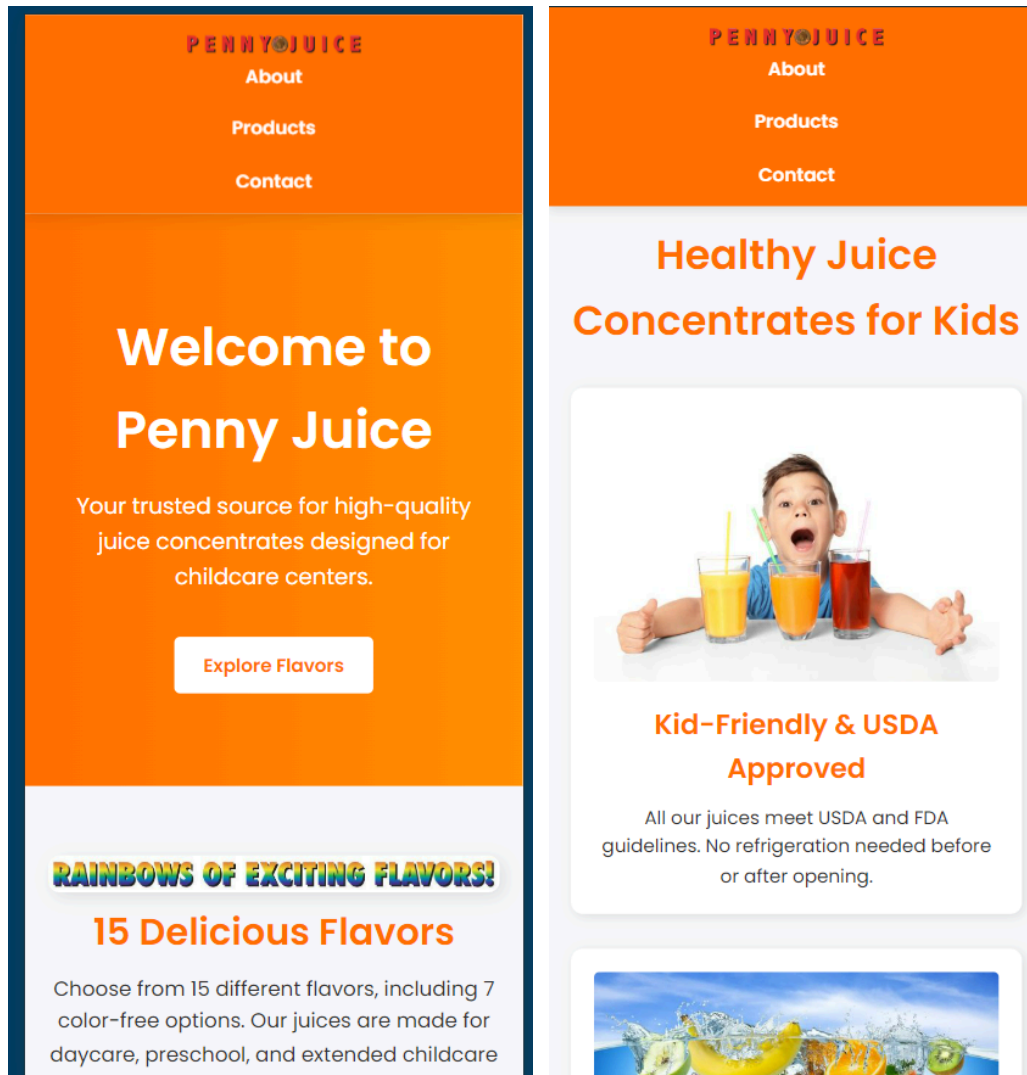 PENNY JUICE
About
Products
Contact
Welcome to
Penny Juice
Your trusted source for high-quality
juice concentrates designed for
childcare centers.
Explore Flavors
RAINBOWS OF EXCITING FLAVORS!
15 Delicious Flavors
Choose from 15 different flavors, including 7
color-free options. Our juices are made for
daycare, preschool, and extended childcare
PENNY JUICE
About
Products
Contact
Healthy Juice
Concentrates for Kids
Kid-Friendly & USDA
Approved
All our juices meet USDA and FDA
guidelines. No refrigeration needed before
or after opening.